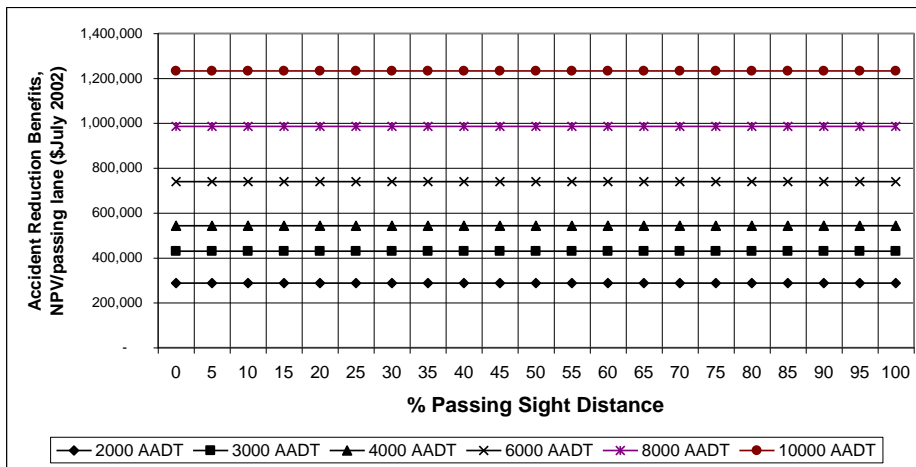 Accident Reduction Benefits,
NPV/passing lane ($July 2002)
1,400,000
1,200,000
1,000,000
800,000
600,000
400,000
200,000
-
0 5 10 15 20 25 30 35 40 45 50 55 60 65 70 75 80 85 90 95 100
% Passing Sight Distance
2000 AADT 3000 AADT 4000 AADT 6000 AADT 8000 AADT 10000 AADT